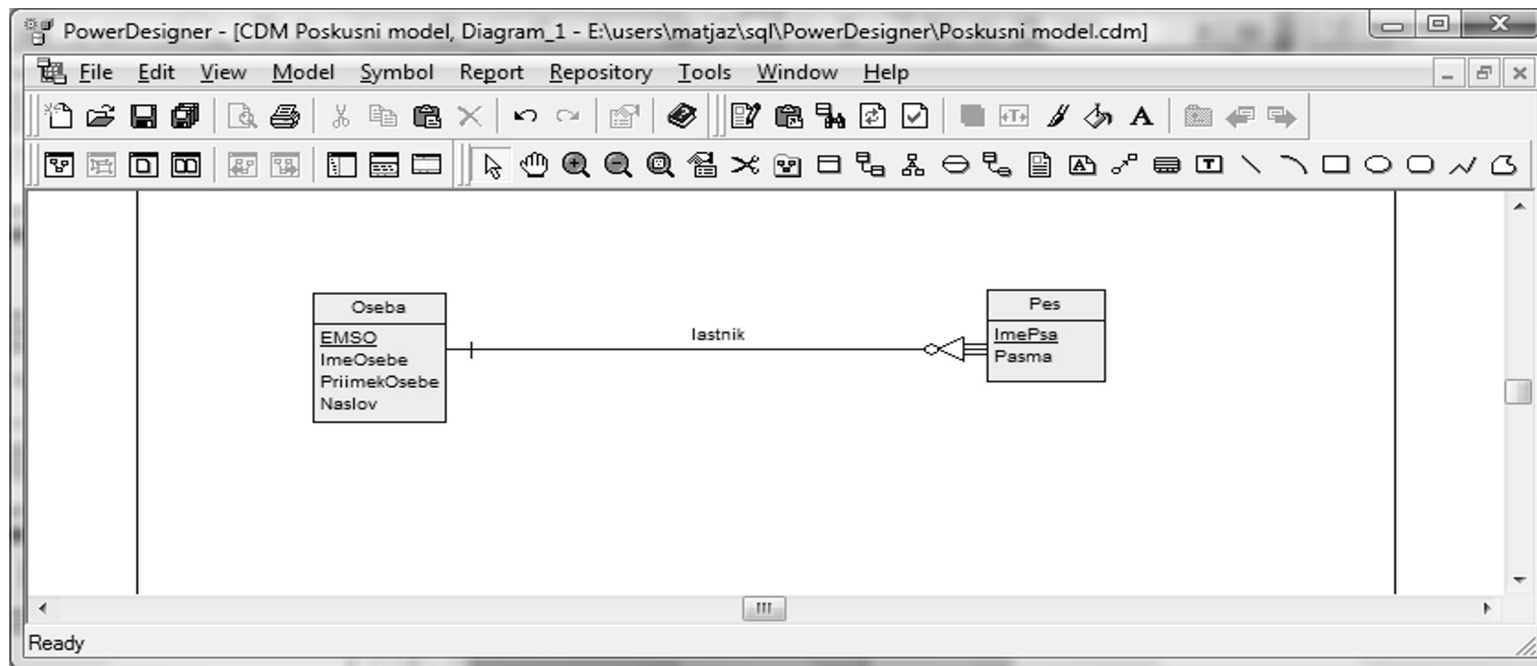 PowerDesigner - [CDM Poskusni model, Diagram_1 - E:\users\matjaz\sql\PowerDesigner\Poskusni model.cdm]
File Edit View Model Symbol Report Repository Tools Window Help
Oseba
EMSO
ImeOsebe
PriimekOsebe
Naslov
lastnik
Pes
ImePsa
Pasma
Ready